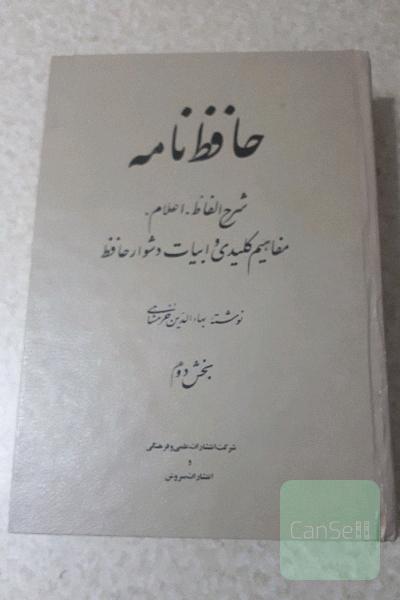 حافظ نامه
شرح الفاظ، اعلام،
مفاهیم کلیدی و ابیات دشوار حافظ
نوشتهٔ بهاءالدین خرمشاهی
بخش دوم
شرکت انتشارات علمی و فرهنگی
و
انتشارات سروش
CanSell